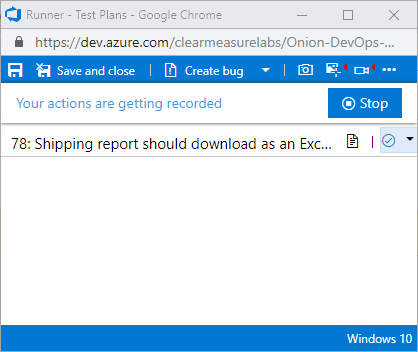 Runner - Test Plans - Google Chrome
https://dev.azure.com/clearmeasurelabs/Onion-DevOps-...
Save and close Create bug
Your actions are getting recorded Stop
78: Shipping report should download as an Exc...
Windows 10